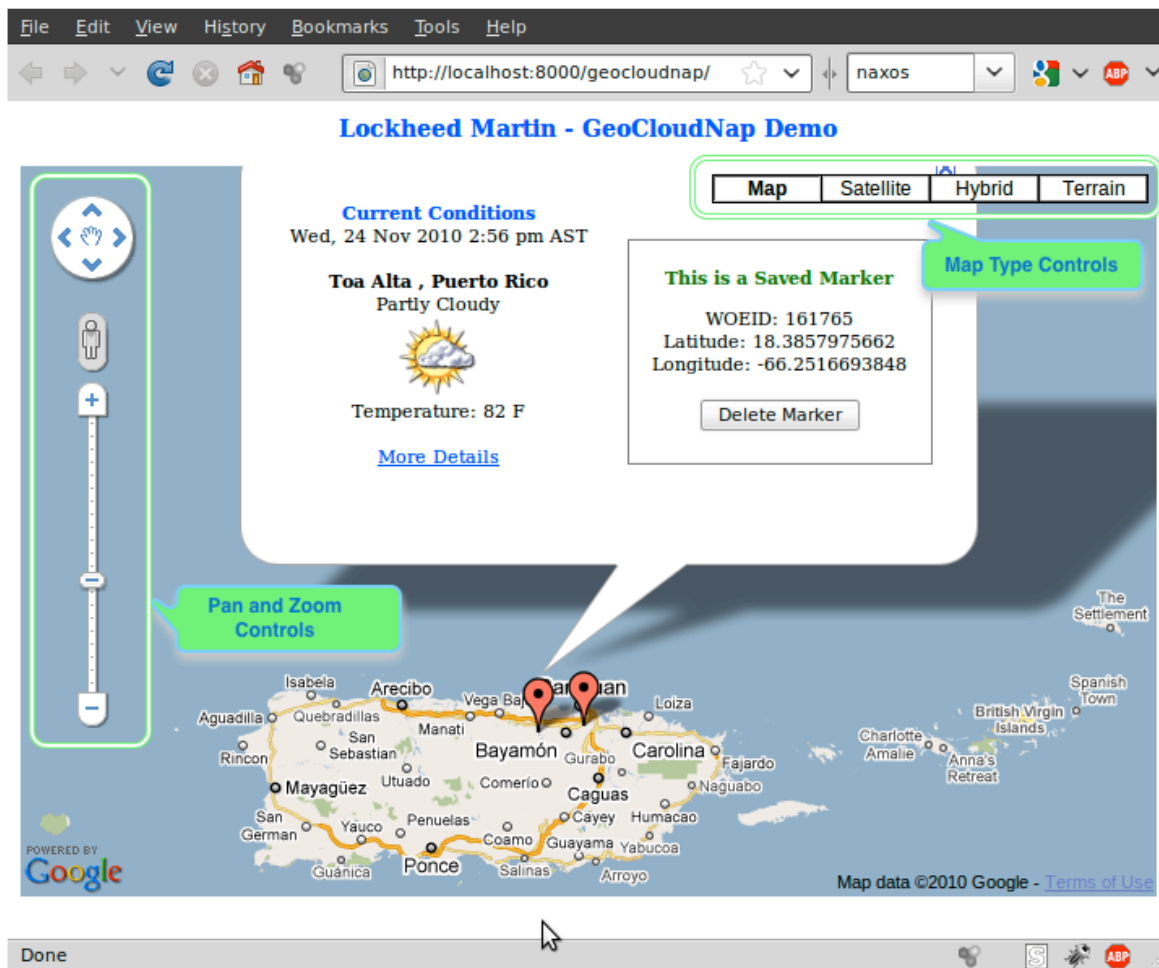 File Edit View History Bookmarks Tools Help
http://localhost:8000/geocloudnap/
naxos
ABP
Lockheed Martin - GeoCloudNap Demo
Map Satellite Hybrid Terrain
Map Type Controls
Current Conditions
Wed, 24 Nov 2010 2:56 pm AST
Toa Alta , Puerto Rico
Partly Cloudy
Temperature: 82 F
More Details
This is a Saved Marker
WOEID: 161765
Latitude: 18.3857975662
Longitude: -66.2516693848
Delete Marker
Pan and Zoom
Controls
The
Settlement
Spanish
Town
British Virgin
Islands
Charlotte
Amalie
Anna's
Retreat
Isabela
Arecibo
Loiza
Aguadilla
Quebradillas
Manati
San
Sebastian
Rincon
Bayamón
Gurabo
Carolina
Fajardo
Utuado
Comerío
Naguabo
Mayagüez
Caguas
San
German
Yauco
Penuelas
Cayey
Humacao
Coamo
Guayama
Yabucoa
Guánica
Ponce
Salinas
Arroyo
POWERED BY
Google
Map data ©2010 Google - Terms of Use
Done
S
ABP